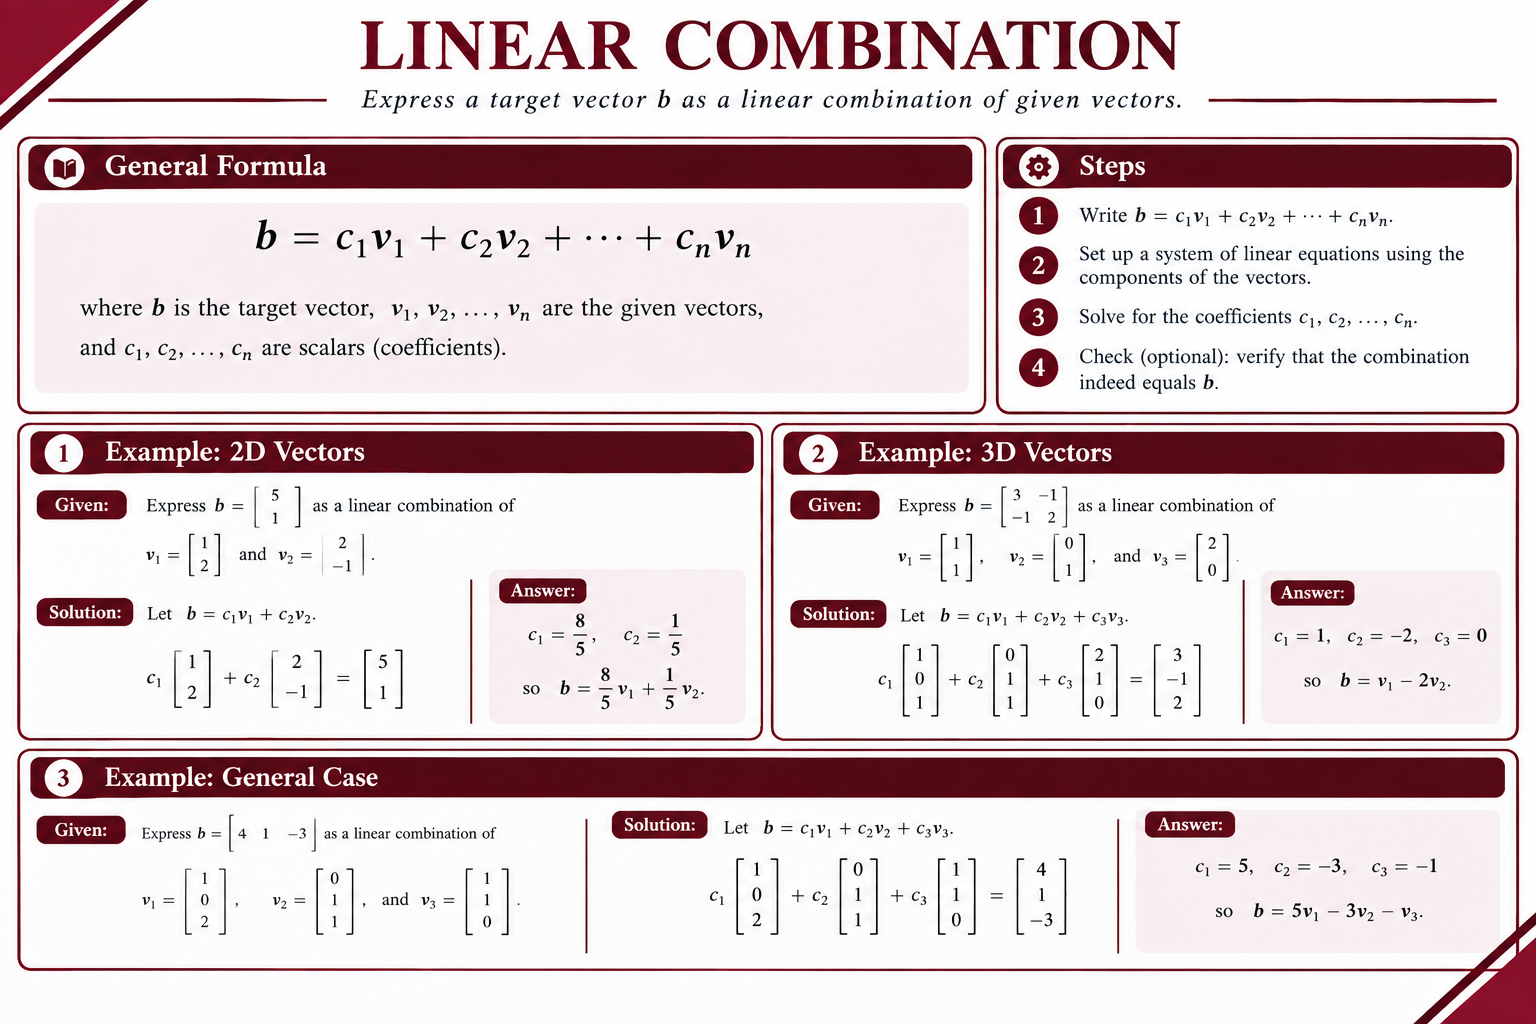 LINEAR COMBINATION
Express a target vector b as a linear combination of given vectors.
General Formula
b = c₁v₁ + c₂v₂ + ⋯ + cₙvₙ
where b is the target vector, v₁, v₂, …, vₙ are the given vectors,
and c₁, c₂, …, cₙ are scalars (coefficients).
Steps
1 Write b = c₁v₁ + c₂v₂ + ⋯ + cₙvₙ.
2 Set up a system of linear equations using the
components of the vectors.
3 Solve for the coefficients c₁, c₂, …, cₙ.
4 Check (optional): verify that the combination
indeed equals b.
1 Example: 2D Vectors
Given: Express b = [5; 1] as a linear combination of
v₁ = [1; 2] and v₂ = [2; −1].
Solution: Let b = c₁v₁ + c₂v₂.
c₁ [1; 2] + c₂ [2; −1] = [5; 1]
Answer:
c₁ = 8/5, c₂ = 1/5
so b = 8/5 v₁ + 1/5 v₂.
2 Example: 3D Vectors
Given: Express b = [3 −1; −1 2] as a linear combination of
v₁ = [1; 1], v₂ = [0; 1], and v₃ = [2; 0].
Solution: Let b = c₁v₁ + c₂v₂ + c₃v₃.
c₁ [1; 0; 1] + c₂ [0; 1; 1] + c₃ [2; 1; 0] = [3; −1; 2]
Answer:
c₁ = 1, c₂ = −2, c₃ = 0
so b = v₁ − 2v₂.
3 Example: General Case
Given: Express b = [4 1 −3] as a linear combination of
v₁ = [1; 0; 2], v₂ = [0; 1; 1], and v₃ = [1; 1; 0].
Solution: Let b = c₁v₁ + c₂v₂ + c₃v₃.
c₁ [1; 0; 2] + c₂ [0; 1; 1] + c₃ [1; 1; 0] = [4; 1; −3]
Answer:
c₁ = 5, c₂ = −3, c₃ = −1
so b = 5v₁ − 3v₂ − v₃.